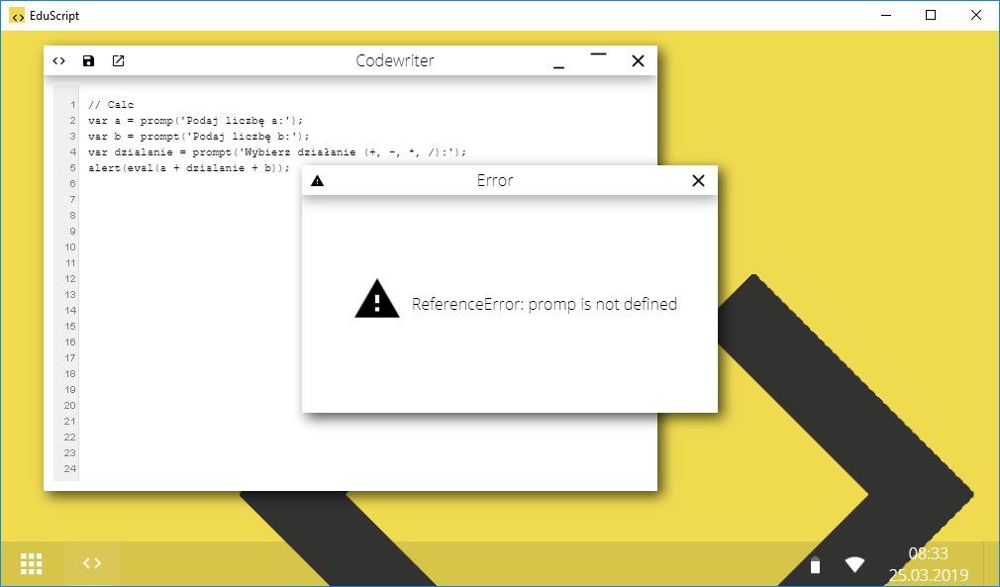 EduScript
Codewriter
1 // Calc
2 var a = promp('Podaj liczbę a:');
3 var b = prompt('Podaj liczbę b:');
4 var dzialanie = prompt('Wybierz działanie (+, -, *, /):');
5 alert(eval(a + dzialanie + b));
6
7
8
9
10
11
12
13
14
15
16
17
18
19
20
21
22
23
24
Error
ReferenceError: promp is not defined
08:33
25.03.2019